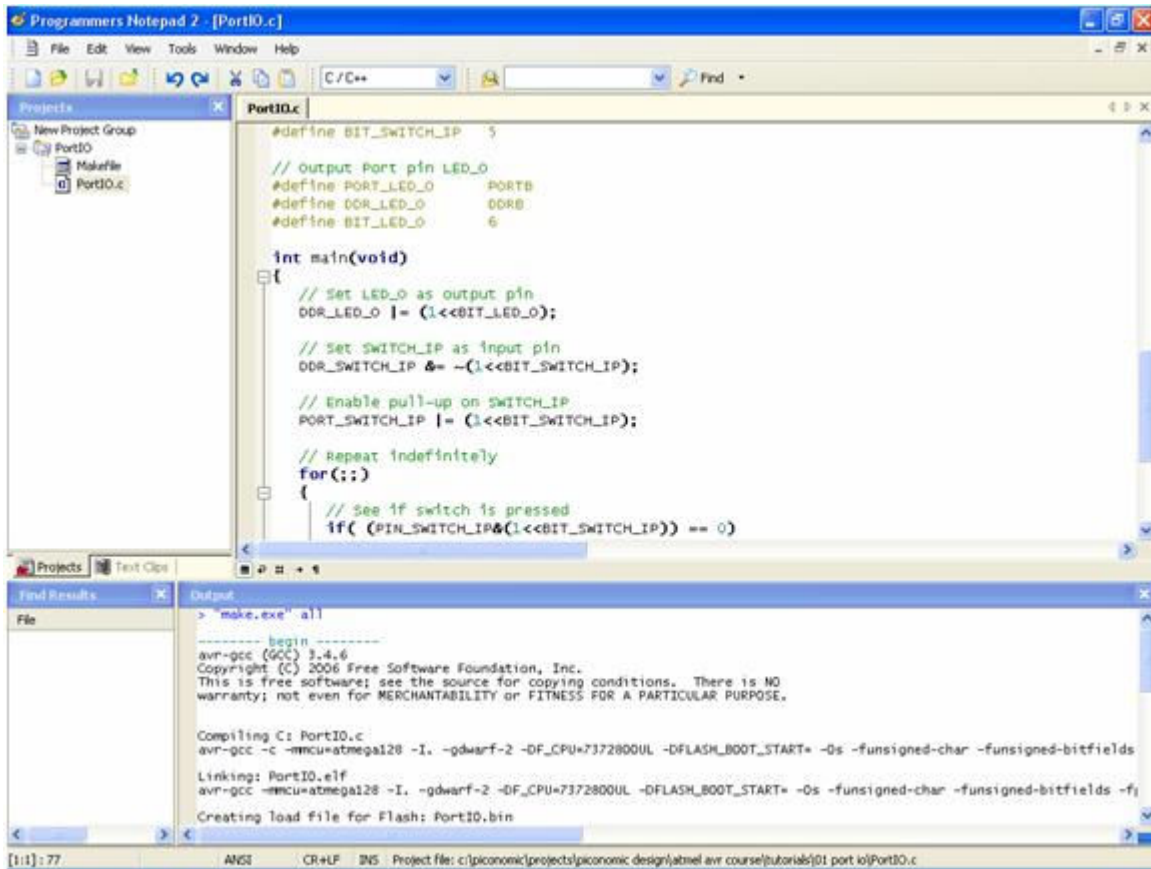 Programmers Notepad 2 - [PortIO.c]
File Edit View Tools Window Help
C/C++ Find
Projects
New Project Group
PortIO
Makefile
PortIO.c
PortIO.c
#define BIT_SWITCH_IP 5
// Output Port pin LED_O
#define PORT_LED_O PORTB
#define DDR_LED_O DDRB
#define BIT_LED_O 6
int main(void)
{
// Set LED_O as output pin
DDR_LED_O |= (1<<BIT_LED_O);
// Set SWITCH_IP as input pin
DDR_SWITCH_IP &= ~(1<<BIT_SWITCH_IP);
// Enable pull-up on SWITCH_IP
PORT_SWITCH_IP |= (1<<BIT_SWITCH_IP);
// Repeat indefinitely
for(;;)
{
// See if switch is pressed
if( (PIN_SWITCH_IP&(1<<BIT_SWITCH_IP)) == 0)
Projects Text Clips
Find Results
File
Output
> "make.exe" all
-------- begin --------
avr-gcc (GCC) 3.4.6
Copyright (C) 2006 Free Software Foundation, Inc.
This is free software; see the source for copying conditions. There is NO
warranty; not even for MERCHANTABILITY or FITNESS FOR A PARTICULAR PURPOSE.
Compiling C: PortIO.c
avr-gcc -c -mmcu=atmega128 -I. -gdwarf-2 -DF_CPU=7372800UL -DFLASH_BOOT_START= -Os -funsigned-char -funsigned-bitfields
Linking: PortIO.elf
avr-gcc -mmcu=atmega128 -I. -gdwarf-2 -DF_CPU=7372800UL -DFLASH_BOOT_START= -Os -funsigned-char -funsigned-bitfields
Creating load file for Flash: PortIO.bin
[1:1] : 77 ANSI CR+LF INS Project file: c:\piconomic\projects\piconomic design\atmel avr course\tutorials\01 port io\PortIO.c